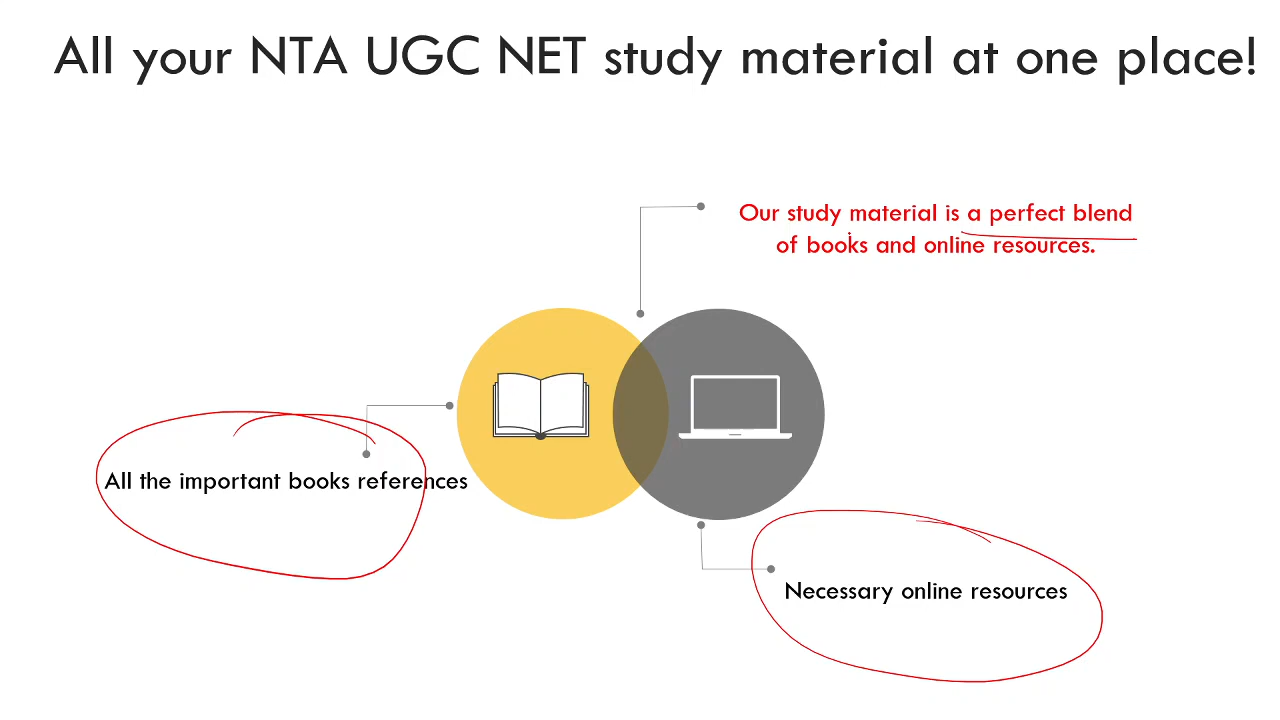 All your NTA UGC NET study material at one place!
Our study material is a perfect blend
of books and online resources.
All the important books references
Necessary online resources